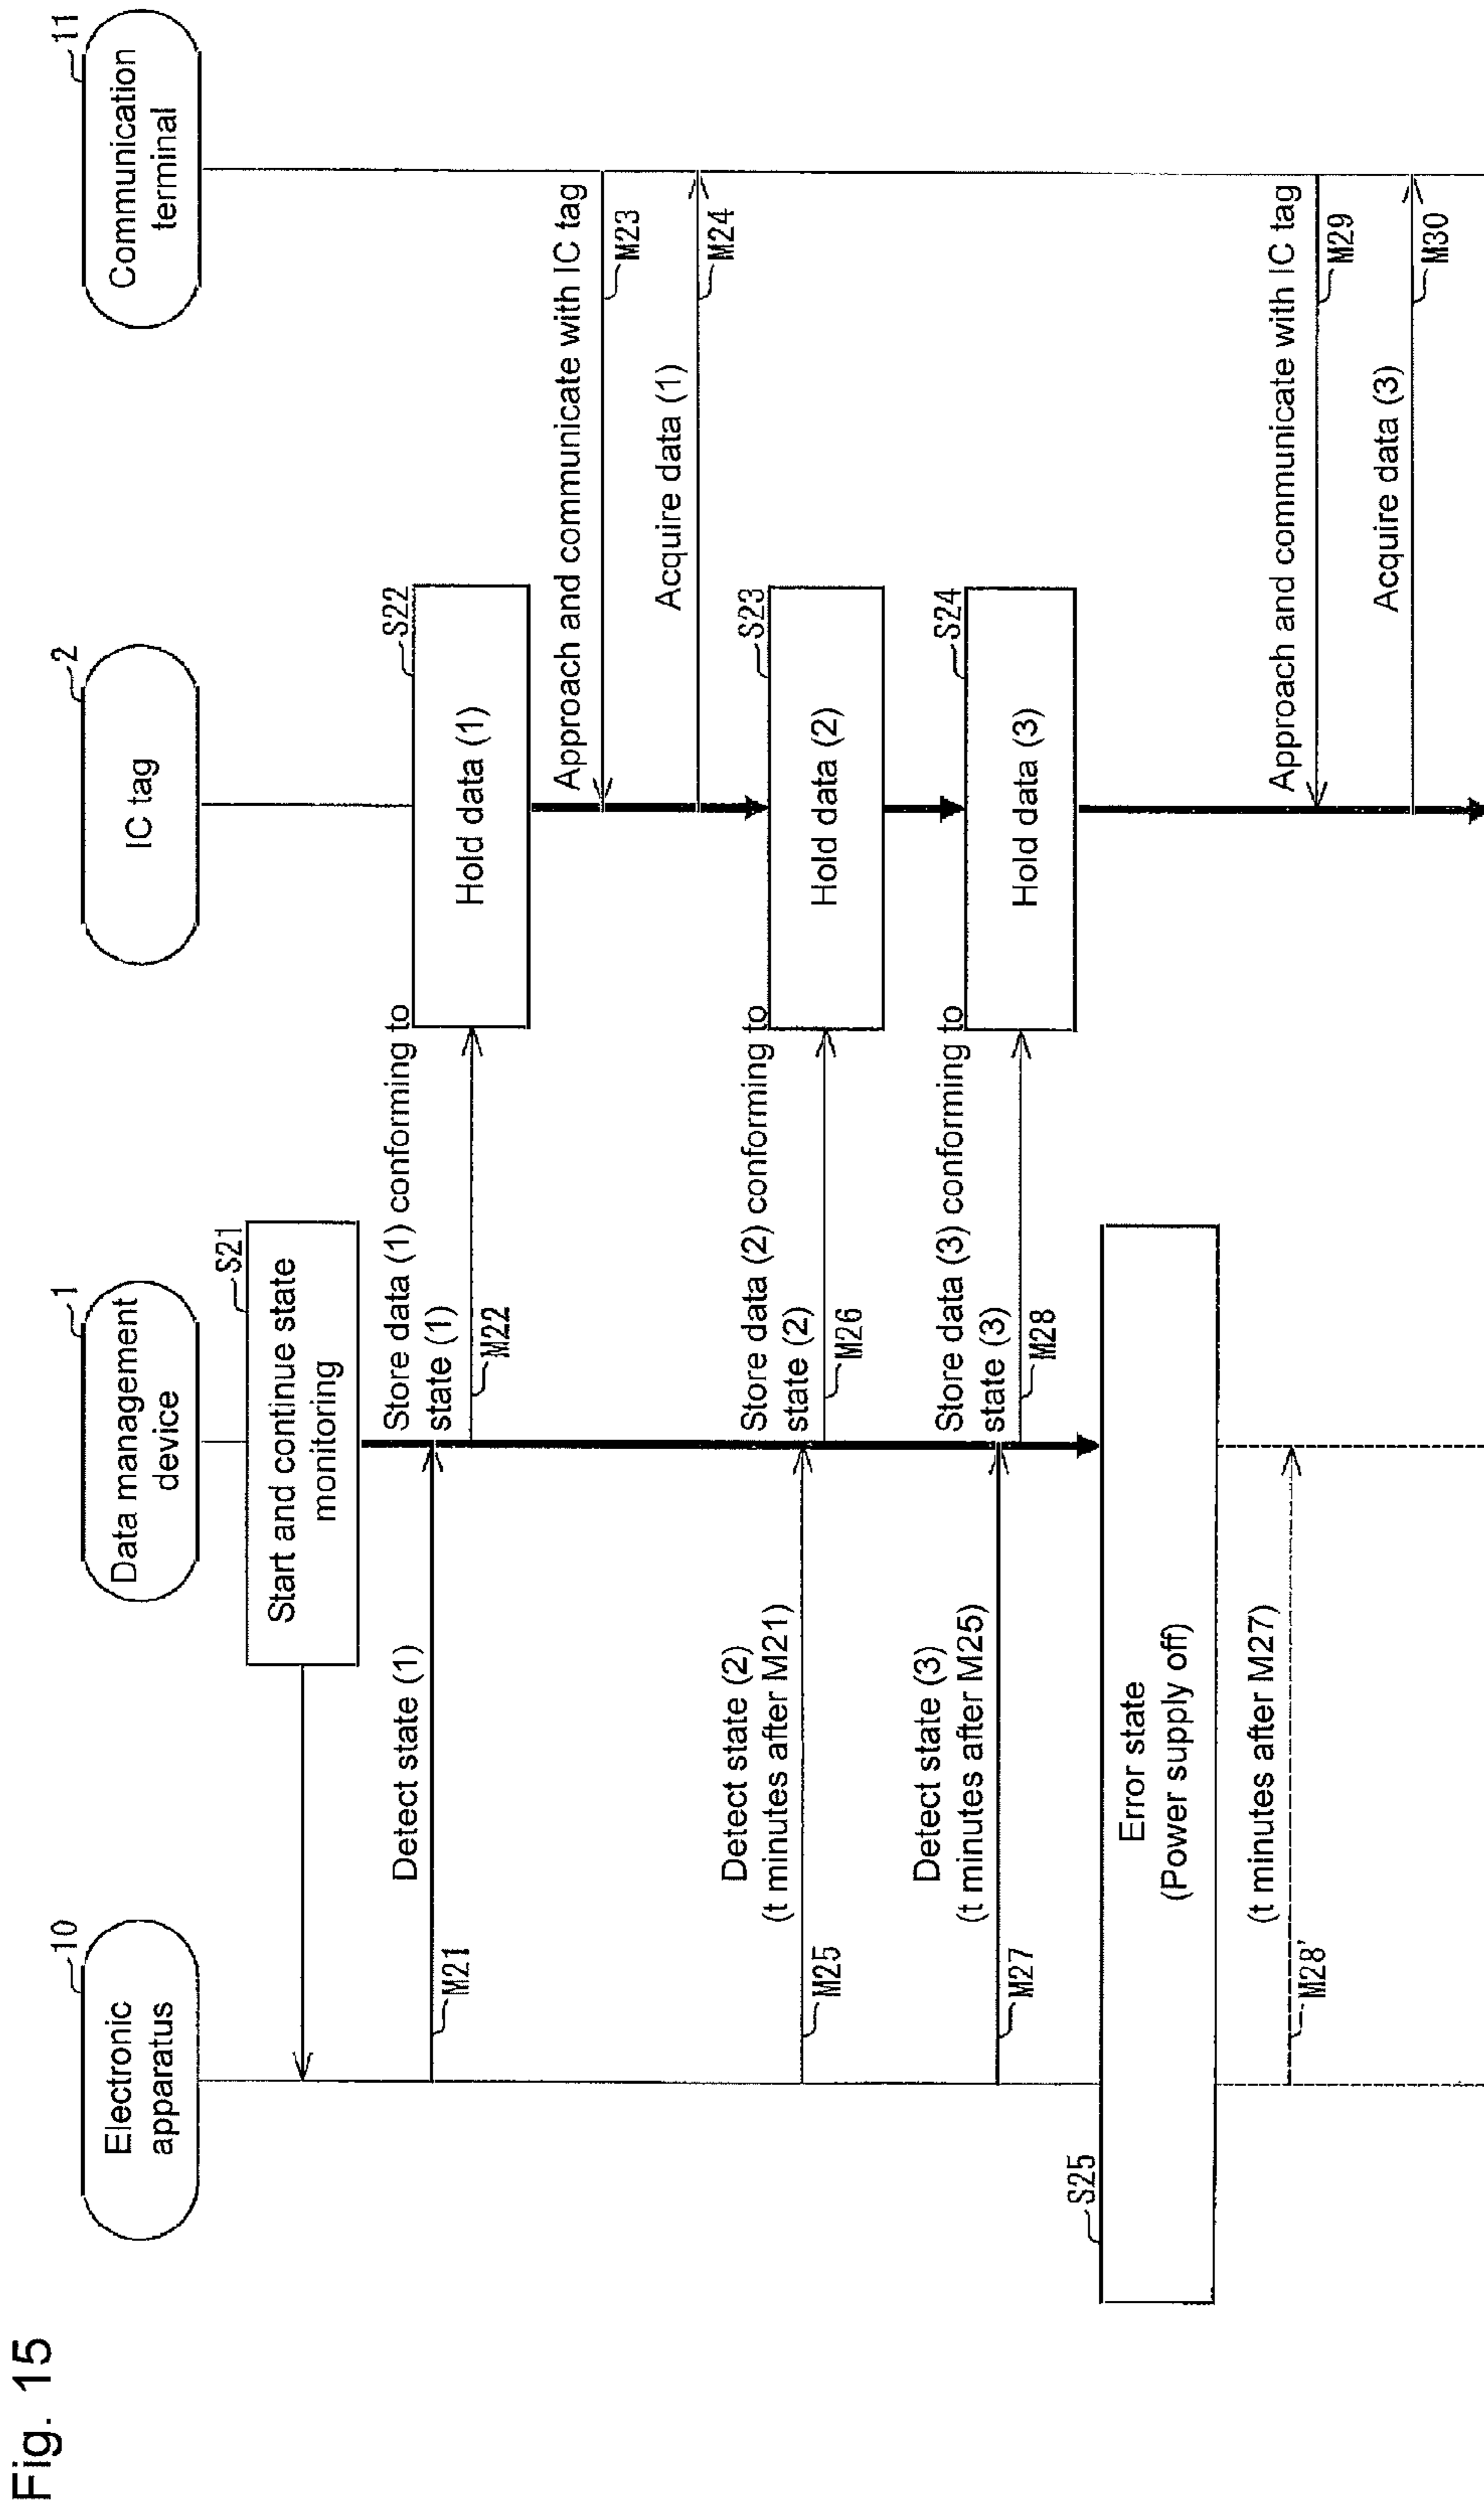 Fig. 15
10
Electronic
apparatus
1
Data management
device
2
IC tag
11
Communication
terminal
S21
Start and continue state
monitoring
Detect state (1)
M21
Store data (1) conforming to
state (1)
M22
S22
Hold data (1)
Approach and communicate with IC tag
M23
Acquire data (1)
M24
Detect state (2)
(t minutes after M21)
M25
Store data (2) conforming to
state (2)
M26
S23
Hold data (2)
Detect state (3)
(t minutes after M25)
M27
Store data (3) conforming to
state (3)
M28
S24
Hold data (3)
S25
Error state
(Power supply off)
(t minutes after M27)
M28'
Approach and communicate with IC tag
M29
Acquire data (3)
M30